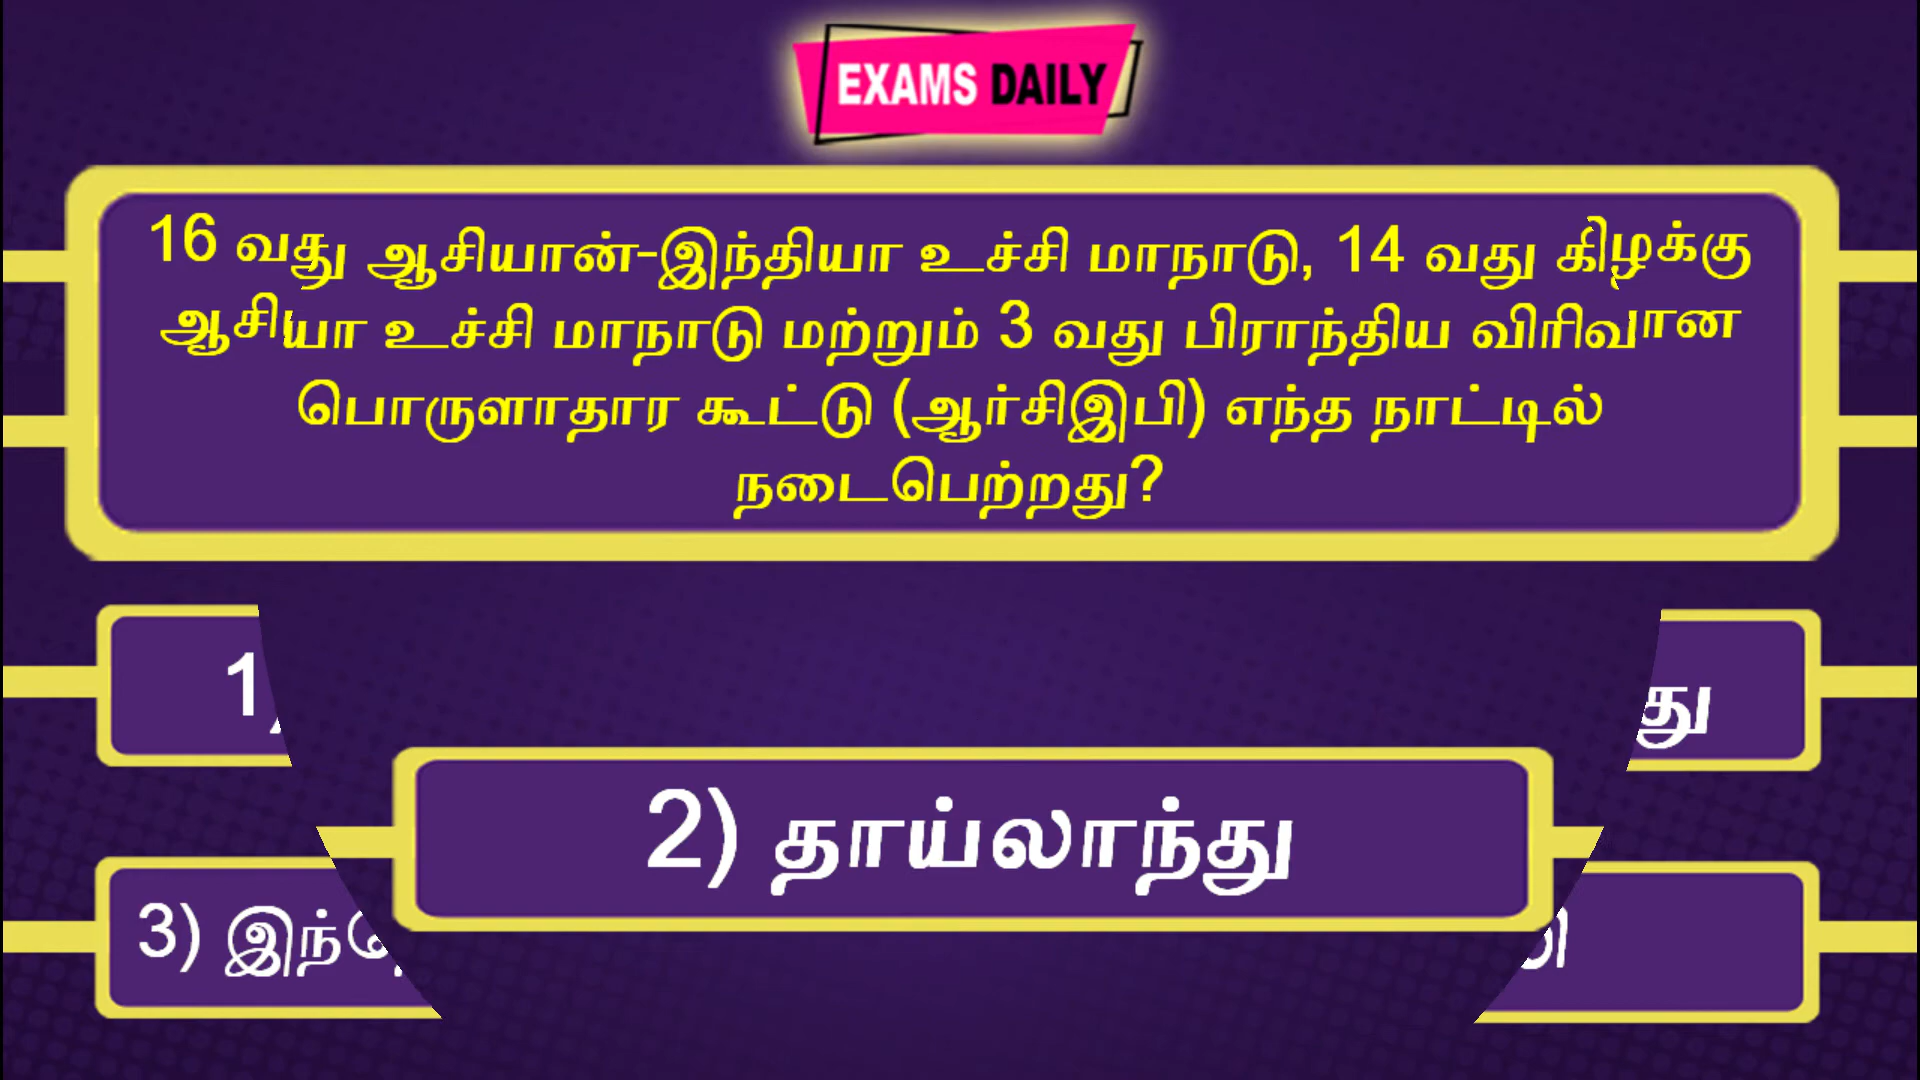 EXAMS DAILY
16 வது ஆசியான்-இந்தியா உச்சி மாநாடு, 14 வது கிழக்கு
ஆசியா உச்சி மாநாடு மற்றும் 3 வது பிராந்திய விரிவான
பொருளாதார கூட்டு (ஆர்சிஇபி) எந்த நாட்டில்
நடைபெற்றது?
1)
2) தாய்லாந்து
3)